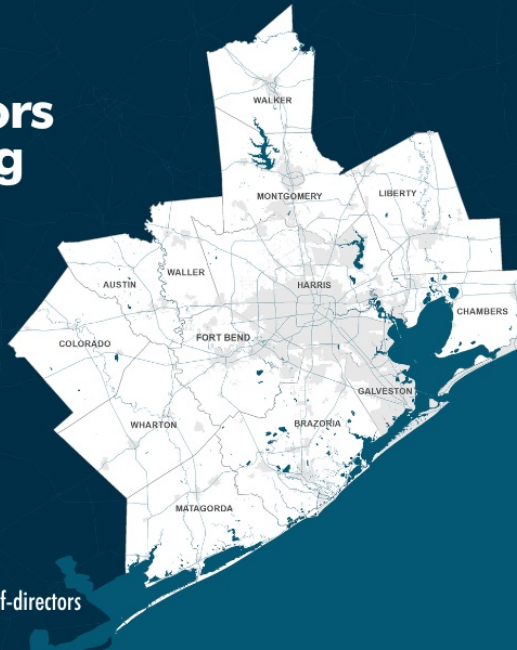 ors
g
WALKER
MONTGOMERY
LIBERTY
WALLER
AUSTIN
HARRIS
CHAMBERS
COLORADO
FORT BEND
GALVESTON
WHARTON
BRAZORIA
MATAGORDA
f-directors